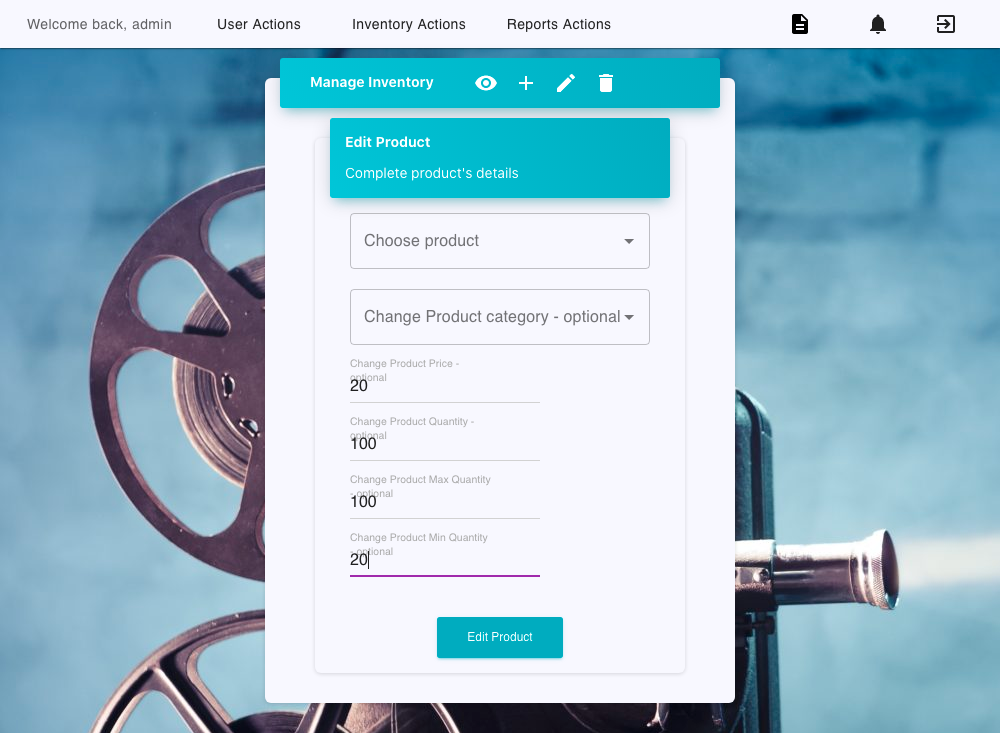 Welcome back, admin
User Actions
Inventory Actions
Reports Actions
Manage Inventory
Edit Product
Complete product's details
Choose product
Change Product category - optional
Change Product Price -
optional
20
Change Product Quantity -
optional
100
Change Product Max Quantity
- optional
100
Change Product Min Quantity
- optional
20
Edit Product